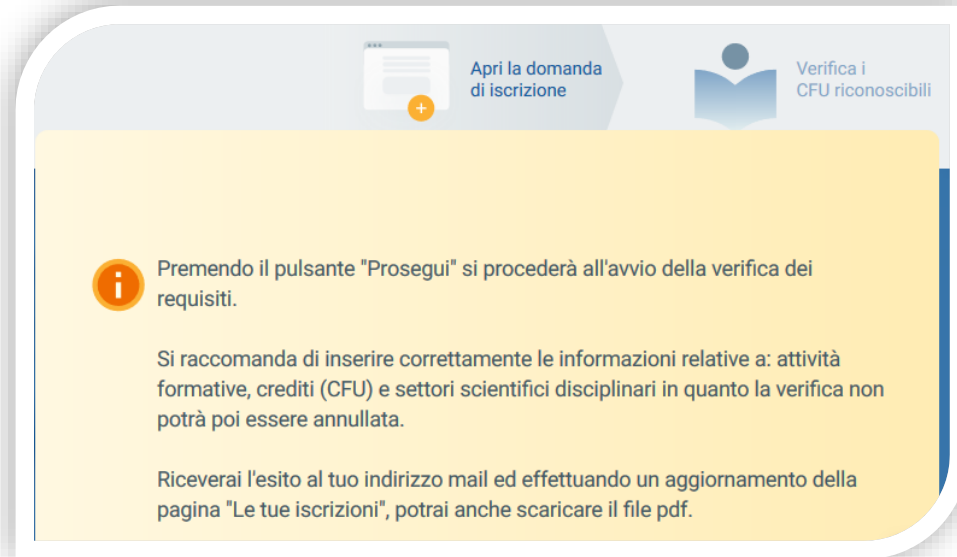 Apri la domanda
di iscrizione
Verifica i
CFU riconoscibili
Premendo il pulsante "Prosegui" si procederà all'avvio della verifica dei
requisiti.
Si raccomanda di inserire correttamente le informazioni relative a: attività
formative, crediti (CFU) e settori scientifici disciplinari in quanto la verifica non
potrà poi essere annullata.
Riceverai l'esito al tuo indirizzo mail ed effettuando un aggiornamento della
pagina "Le tue iscrizioni", potrai anche scaricare il file pdf.